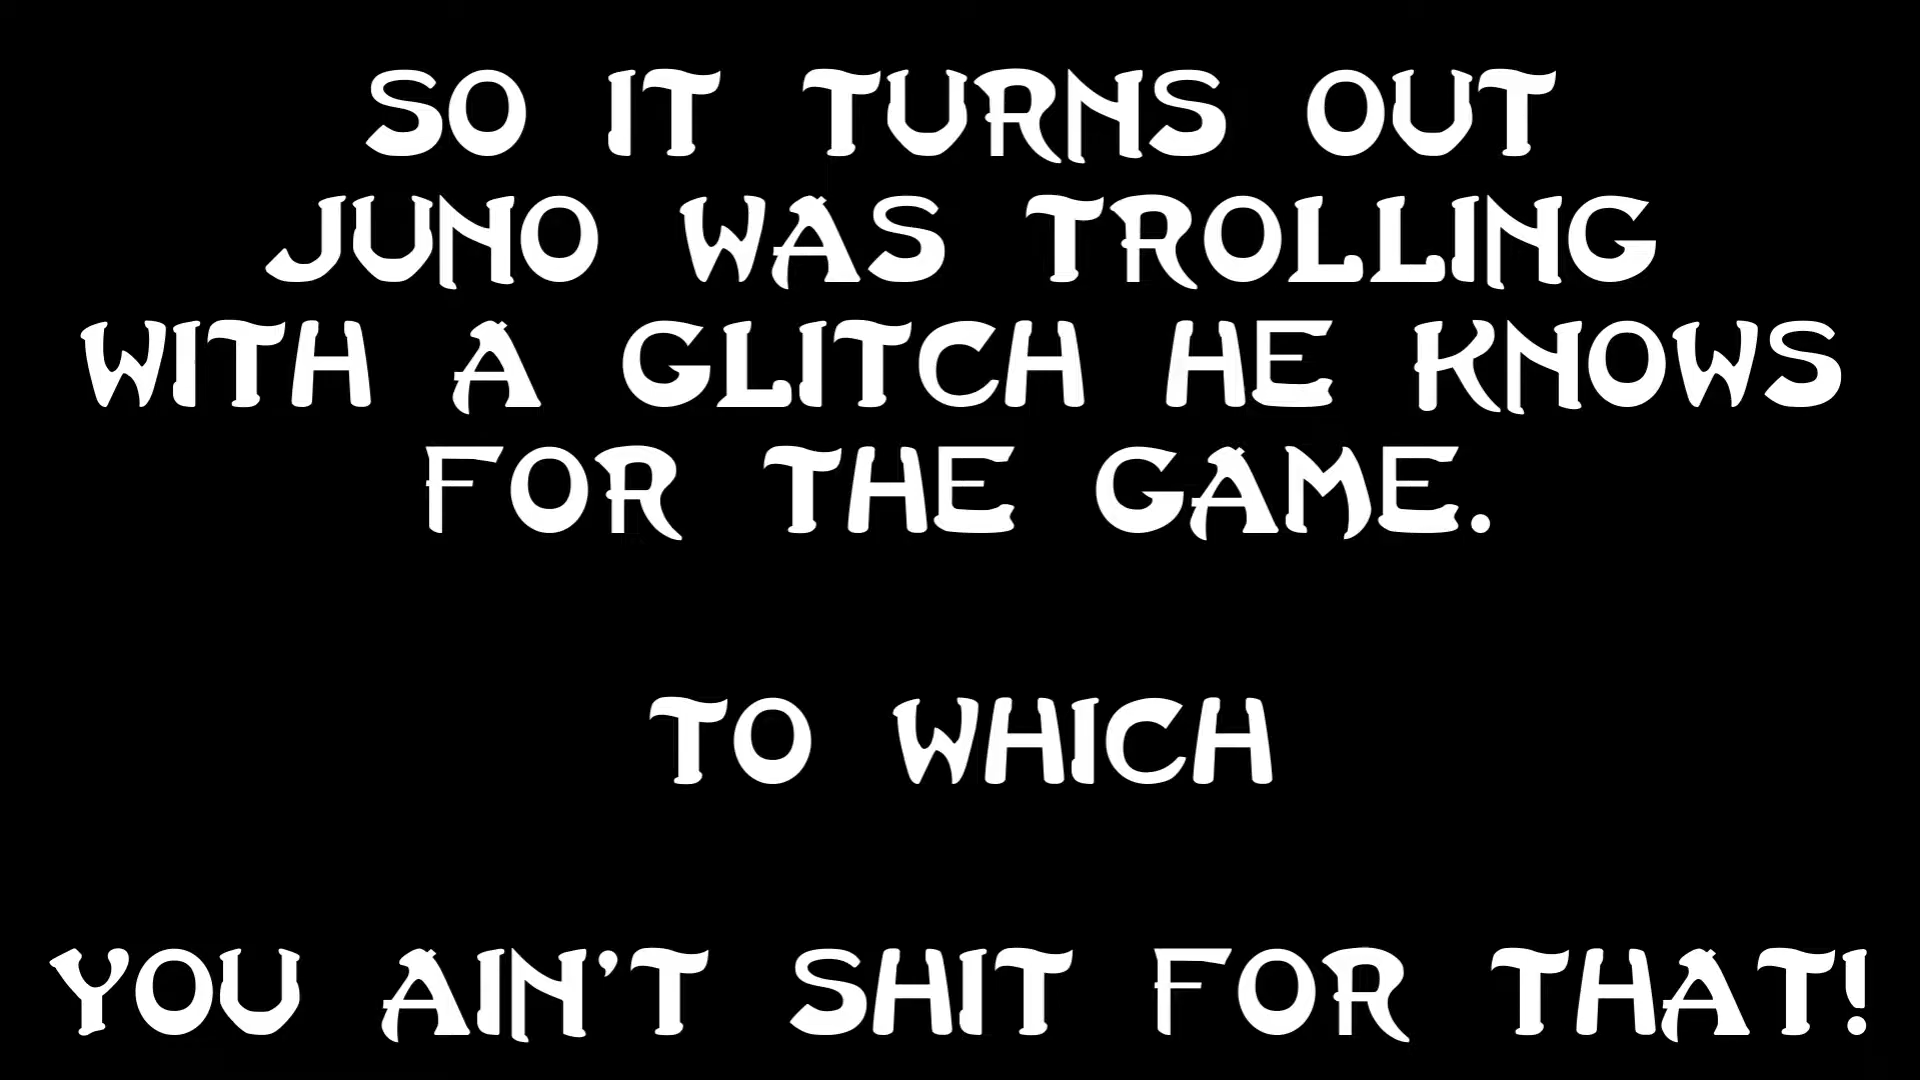 SO IT TURNS OUT
JUNO WAS TROLLING
WITH A GLITCH HE KNOWS
FOR THE GAME.
TO WHICH
YOU AIN'T SHIT FOR THAT!